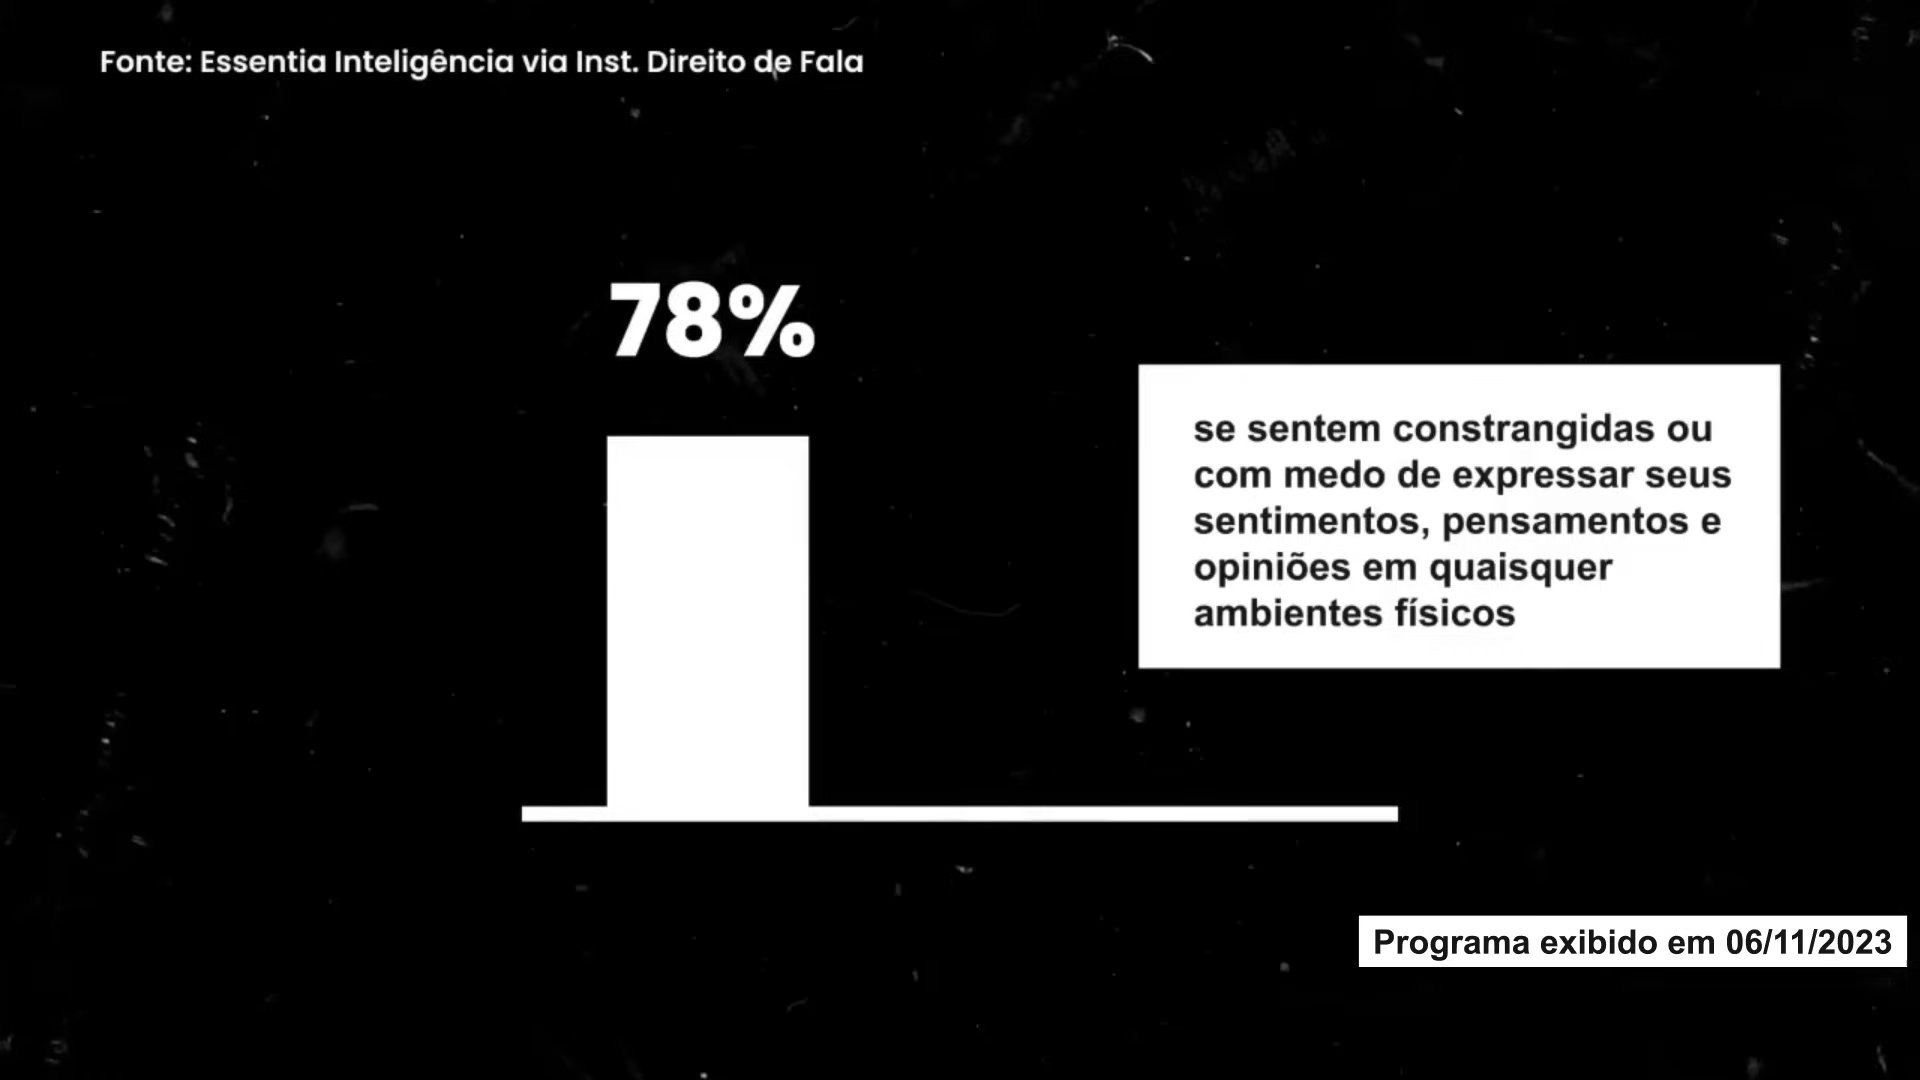 Fonte: Essentia Inteligência via Inst. Direito de Fala
78%
se sentem constrangidas ou
com medo de expressar seus
sentimentos, pensamentos e
opiniões em quaisquer
ambientes físicos
Programa exibido em 06/11/2023